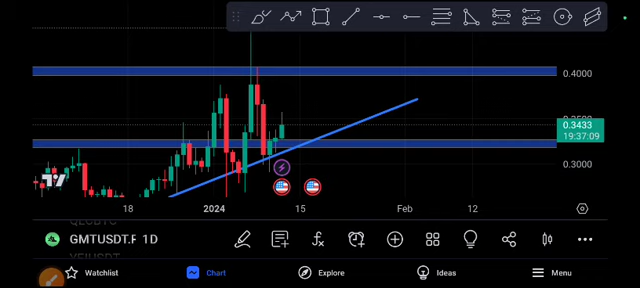 0.4000
0.3433
19:37:09
0.3000
18
2024
15
Feb
12
GMTUSDT.P 1D
Watchlist
Chart
Explore
Ideas
Menu